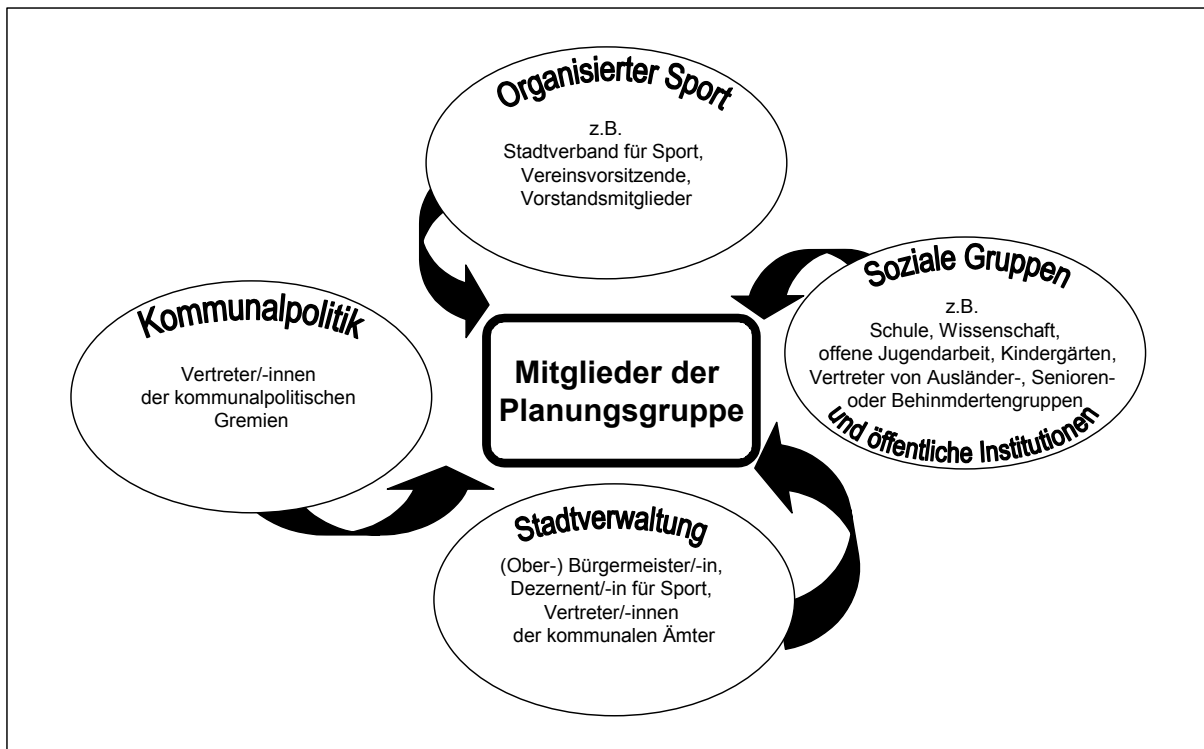 Organisierter Sport
z.B.
Stadtverband für Sport,
Vereinsvorsitzende,
Vorstandsmitglieder
Soziale Gruppen
z.B.
Schule, Wissenschaft,
offene Jugendarbeit, Kindergärten,
Vertreter von Ausländer-, Senioren-
oder Behinmdertengruppen
und öffentliche Institutionen
Kommunalpolitik
Vertreter/-innen
der kommunalpolitischen
Gremien
Mitglieder der
Planungsgruppe
Stadtverwaltung
(Ober-) Bürgermeister/-in,
Dezernent/-in für Sport,
Vertreter/-innen
der kommunalen Ämter